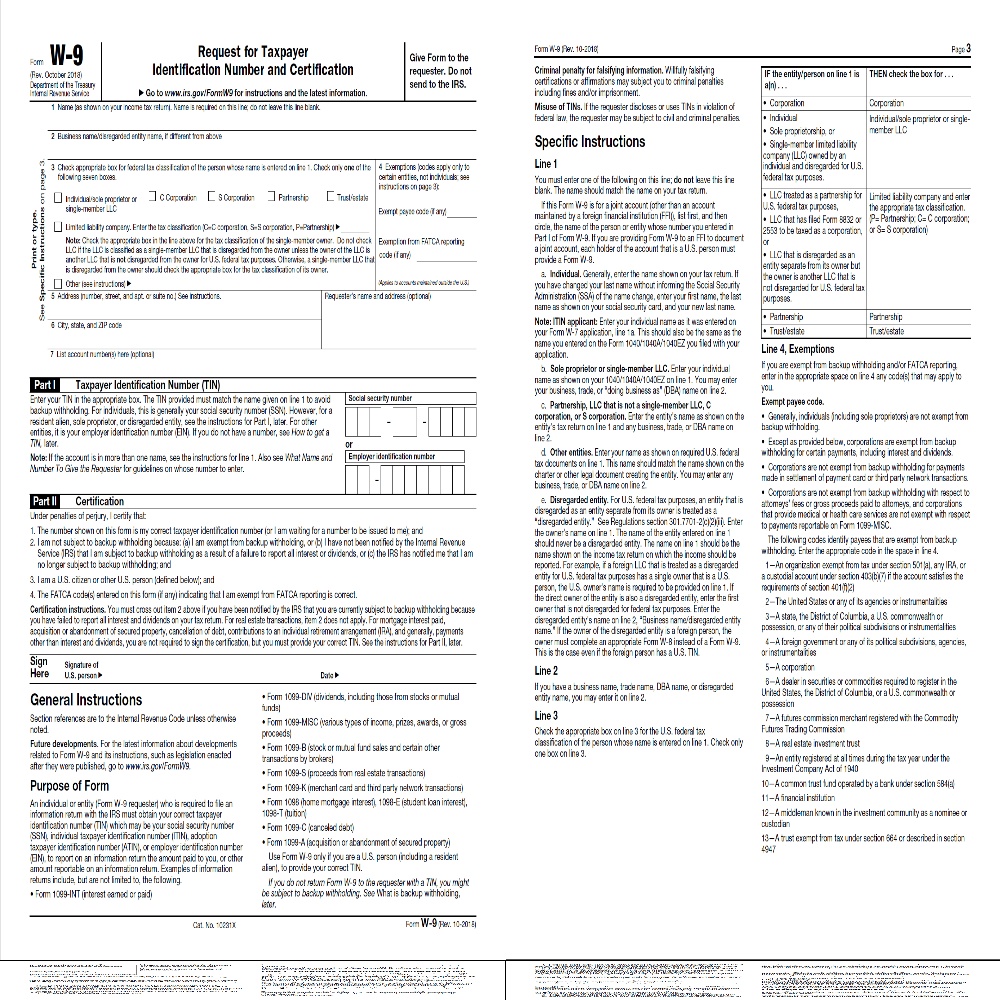 Form W-9
(Rev. October 2018)
Department of the Treasury
Internal Revenue Service
Request for Taxpayer
Identification Number and Certification
▶ Go to www.irs.gov/FormW9 for instructions and the latest information.
Give Form to the
requester. Do not
send to the IRS.
Print or type.
See Specific Instructions on page 3.
1 Name (as shown on your income tax return). Name is required on this line; do not leave this line blank.
2 Business name/disregarded entity name, if different from above
3 Check appropriate box for federal tax classification of the person whose name is entered on line 1. Check only one of the
following seven boxes.
Individual/sole proprietor or
single-member LLC
C Corporation
S Corporation
Partnership
Trust/estate
Limited liability company. Enter the tax classification (C=C corporation, S=S corporation, P=Partnership) ▶
Note: Check the appropriate box in the line above for the tax classification of the single-member owner. Do not check
LLC if the LLC is classified as a single-member LLC that is disregarded from the owner unless the owner of the LLC is
another LLC that is not disregarded from the owner for U.S. federal tax purposes. Otherwise, a single-member LLC that
is disregarded from the owner should check the appropriate box for the tax classification of its owner.
Other (see instructions) ▶
4 Exemptions (codes apply only to
certain entities, not individuals; see
instructions on page 3):
Exempt payee code (if any)
Exemption from FATCA reporting
code (if any)
(Applies to accounts maintained outside the U.S.)
5 Address (number, street, and apt. or suite no.) See instructions.
Requester's name and address (optional)
6 City, state, and ZIP code
7 List account number(s) here (optional)
Part I Taxpayer Identification Number (TIN)
Enter your TIN in the appropriate box. The TIN provided must match the name given on line 1 to avoid
backup withholding. For individuals, this is generally your social security number (SSN). However, for a
resident alien, sole proprietor, or disregarded entity, see the instructions for Part I, later. For other
entities, it is your employer identification number (EIN). If you do not have a number, see How to get a
TIN, later.
Note: If the account is in more than one name, see the instructions for line 1. Also see What Name and
Number To Give the Requester for guidelines on whose number to enter.
Social security number
– –
or
Employer identification number
–
Part II Certification
Under penalties of perjury, I certify that:
1. The number shown on this form is my correct taxpayer identification number (or I am waiting for a number to be issued to me); and
2. I am not subject to backup withholding because: (a) I am exempt from backup withholding, or (b) I have not been notified by the Internal Revenue
Service (IRS) that I am subject to backup withholding as a result of a failure to report all interest or dividends, or (c) the IRS has notified me that I am
no longer subject to backup withholding; and
3. I am a U.S. citizen or other U.S. person (defined below); and
4. The FATCA code(s) entered on this form (if any) indicating that I am exempt from FATCA reporting is correct.
Certification instructions. You must cross out item 2 above if you have been notified by the IRS that you are currently subject to backup withholding because
you have failed to report all interest and dividends on your tax return. For real estate transactions, item 2 does not apply. For mortgage interest paid,
acquisition or abandonment of secured property, cancellation of debt, contributions to an individual retirement arrangement (IRA), and generally, payments
other than interest and dividends, you are not required to sign the certification, but you must provide your correct TIN. See the instructions for Part II, later.
Sign
Here
Signature of
U.S. person ▶
Date ▶
General Instructions
Section references are to the Internal Revenue Code unless otherwise
noted.
Future developments. For the latest information about developments
related to Form W-9 and its instructions, such as legislation enacted
after they were published, go to www.irs.gov/FormW9.
Purpose of Form
An individual or entity (Form W-9 requester) who is required to file an
information return with the IRS must obtain your correct taxpayer
identification number (TIN) which may be your social security number
(SSN), individual taxpayer identification number (ITIN), adoption
taxpayer identification number (ATIN), or employer identification number
(EIN), to report on an information return the amount paid to you, or other
amount reportable on an information return. Examples of information
returns include, but are not limited to, the following.
• Form 1099-INT (interest earned or paid)
• Form 1099-DIV (dividends, including those from stocks or mutual
funds)
• Form 1099-MISC (various types of income, prizes, awards, or gross
proceeds)
• Form 1099-B (stock or mutual fund sales and certain other
transactions by brokers)
• Form 1099-S (proceeds from real estate transactions)
• Form 1099-K (merchant card and third party network transactions)
• Form 1098 (home mortgage interest), 1098-E (student loan interest),
1098-T (tuition)
• Form 1099-C (canceled debt)
• Form 1099-A (acquisition or abandonment of secured property)
Use Form W-9 only if you are a U.S. person (including a resident
alien), to provide your correct TIN.
If you do not return Form W-9 to the requester with a TIN, you might
be subject to backup withholding. See What is backup withholding,
later.
Cat. No. 10231X
Form W-9 (Rev. 10-2018)
Form W-9 (Rev. 10-2018)
Page 3
Criminal penalty for falsifying information. Willfully falsifying
certifications or affirmations may subject you to criminal penalties
including fines and/or imprisonment.
Misuse of TINs. If the requester discloses or uses TINs in violation of
federal law, the requester may be subject to civil and criminal penalties.
Specific Instructions
Line 1
You must enter one of the following on this line; do not leave this line
blank. The name should match the name on your tax return.
If this Form W-9 is for a joint account (other than an account
maintained by a foreign financial institution (FFI)), list first, and then
circle, the name of the person or entity whose number you entered in
Part I of Form W-9. If you are providing Form W-9 to an FFI to document
a joint account, each holder of the account that is a U.S. person must
provide a Form W-9.
a. Individual. Generally, enter the name shown on your tax return. If
you have changed your last name without informing the Social Security
Administration (SSA) of the name change, enter your first name, the last
name as shown on your social security card, and your new last name.
Note: ITIN applicant: Enter your individual name as it was entered on
your Form W-7 application, line 1a. This should also be the same as the
name you entered on the Form 1040/1040A/1040EZ you filed with your
application.
b. Sole proprietor or single-member LLC. Enter your individual
name as shown on your 1040/1040A/1040EZ on line 1. You may enter
your business, trade, or "doing business as" (DBA) name on line 2.
c. Partnership, LLC that is not a single-member LLC, C
corporation, or S corporation. Enter the entity's name as shown on the
entity's tax return on line 1 and any business, trade, or DBA name on
line 2.
d. Other entities. Enter your name as shown on required U.S. federal
tax documents on line 1. This name should match the name shown on the
charter or other legal document creating the entity. You may enter any
business, trade, or DBA name on line 2.
e. Disregarded entity. For U.S. federal tax purposes, an entity that is
disregarded as an entity separate from its owner is treated as a
"disregarded entity." See Regulations section 301.7701-2(c)(2)(iii). Enter
the owner's name on line 1. The name of the entity entered on line 1
should never be a disregarded entity. The name on line 1 should be the
name shown on the income tax return on which the income should be
reported. For example, if a foreign LLC that is treated as a disregarded
entity for U.S. federal tax purposes has a single owner that is a U.S.
person, the U.S. owner's name is required to be provided on line 1. If
the direct owner of the entity is also a disregarded entity, enter the first
owner that is not disregarded for federal tax purposes. Enter the
disregarded entity's name on line 2, "Business name/disregarded entity
name." If the owner of the disregarded entity is a foreign person, the
owner must complete an appropriate Form W-8 instead of a Form W-9.
This is the case even if the foreign person has a U.S. TIN.
Line 2
If you have a business name, trade name, DBA name, or disregarded
entity name, you may enter it on line 2.
Line 3
Check the appropriate box on line 3 for the U.S. federal tax
classification of the person whose name is entered on line 1. Check only
one box on line 3.
IF the entity/person on line 1 is
a(n) . . .
THEN check the box for . . .
• Corporation
Corporation
• Individual
• Sole proprietorship, or
• Single-member limited liability
company (LLC) owned by an
individual and disregarded for U.S.
federal tax purposes.
Individual/sole proprietor or single-
member LLC
• LLC treated as a partnership for
U.S. federal tax purposes,
• LLC that has filed Form 8832 or
2553 to be taxed as a corporation,
or
• LLC that is disregarded as an
entity separate from its owner but
the owner is another LLC that is
not disregarded for U.S. federal tax
purposes.
Limited liability company and enter
the appropriate tax classification.
(P= Partnership; C= C corporation;
or S= S corporation)
• Partnership
Partnership
• Trust/estate
Trust/estate
Line 4, Exemptions
If you are exempt from backup withholding and/or FATCA reporting,
enter in the appropriate space on line 4 any code(s) that may apply to
you.
Exempt payee code.
• Generally, individuals (including sole proprietors) are not exempt from
backup withholding.
• Except as provided below, corporations are exempt from backup
withholding for certain payments, including interest and dividends.
• Corporations are not exempt from backup withholding for payments
made in settlement of payment card or third party network transactions.
• Corporations are not exempt from backup withholding with respect to
attorneys' fees or gross proceeds paid to attorneys, and corporations
that provide medical or health care services are not exempt with respect
to payments reportable on Form 1099-MISC.
The following codes identify payees that are exempt from backup
withholding. Enter the appropriate code in the space in line 4.
1—An organization exempt from tax under section 501(a), any IRA, or
a custodial account under section 403(b)(7) if the account satisfies the
requirements of section 401(f)(2)
2—The United States or any of its agencies or instrumentalities
3—A state, the District of Columbia, a U.S. commonwealth or
possession, or any of their political subdivisions or instrumentalities
4—A foreign government or any of its political subdivisions, agencies,
or instrumentalities
5—A corporation
6—A dealer in securities or commodities required to register in the
United States, the District of Columbia, or a U.S. commonwealth or
possession
7—A futures commission merchant registered with the Commodity
Futures Trading Commission
8—A real estate investment trust
9—An entity registered at all times during the tax year under the
Investment Company Act of 1940
10—A common trust fund operated by a bank under section 584(a)
11—A financial institution
12—A middleman known in the investment community as a nominee or
custodian
13—A trust exempt from tax under section 664 or described in section
4947